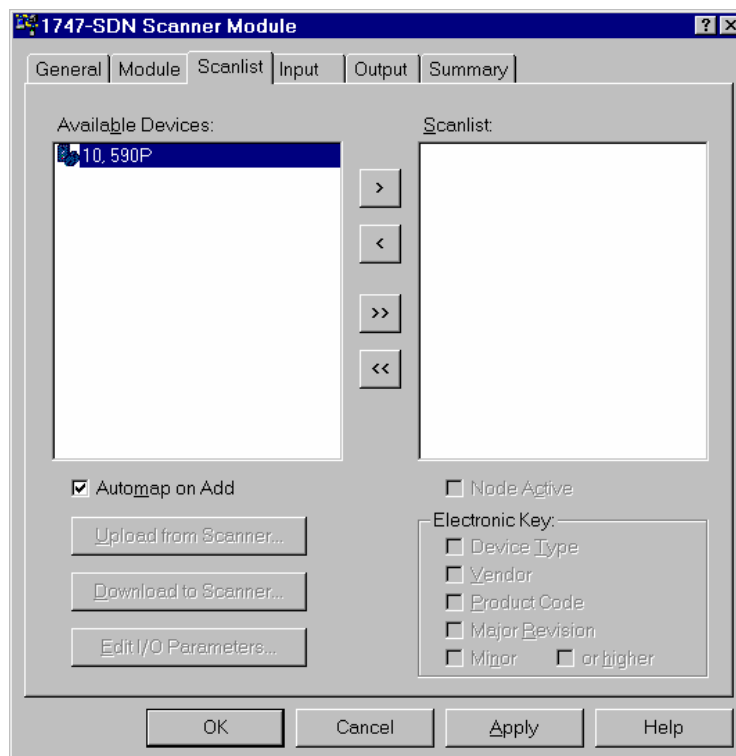 1747-SDN Scanner Module
General Module Scanlist Input Output Summary
Available Devices: Scanlist:
10, 590P
>
<
>>
<<
Automap on Add Node Active
Upload from Scanner... Electronic Key:
Device Type
Download to Scanner... Vendor
Product Code
Edit I/O Parameters... Major Revision
Minor or higher
OK Cancel Apply Help